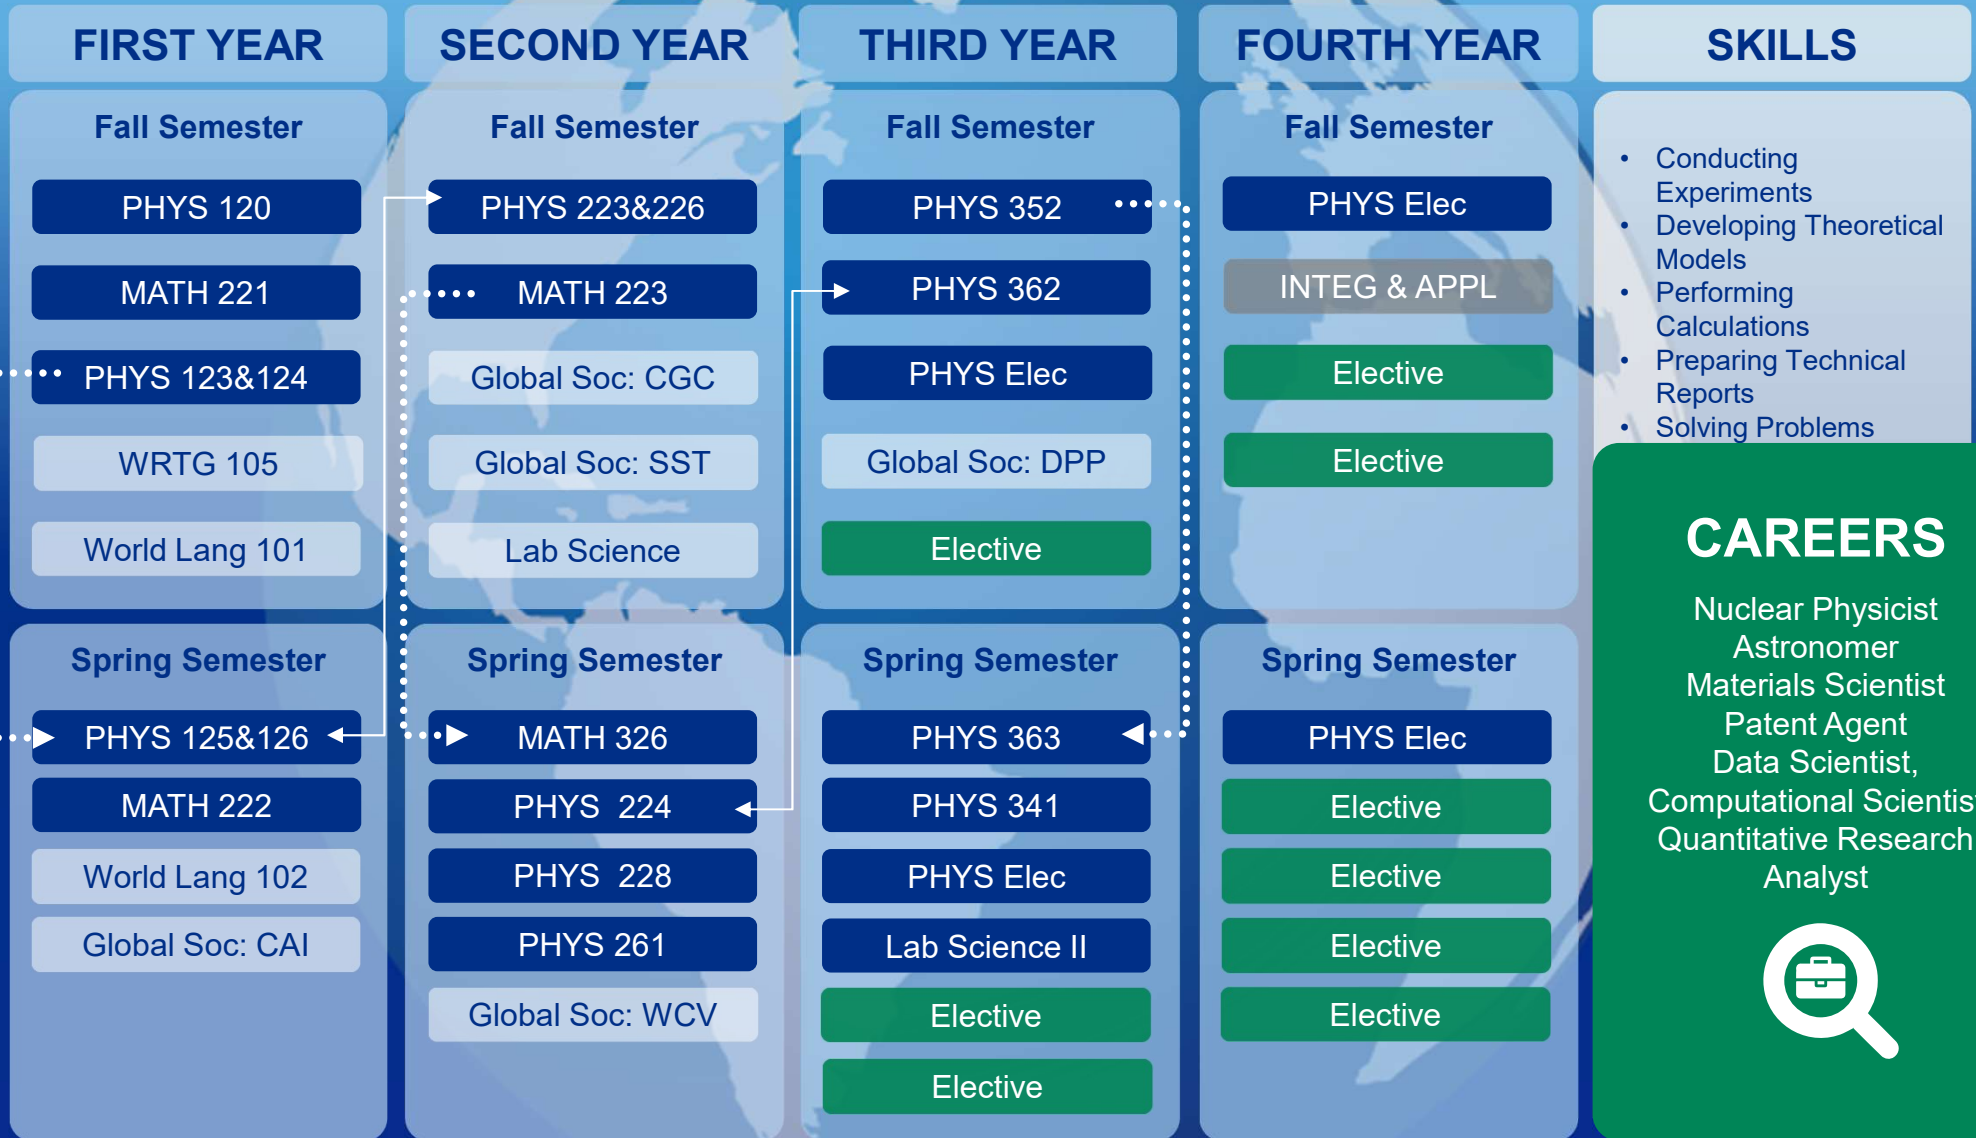 FIRST YEAR
Fall Semester
PHYS 120
MATH 221
PHYS 123&124
WRTG 105
World Lang 101
Spring Semester
PHYS 125&126
MATH 222
World Lang 102
Global Soc: CAI
SECOND YEAR
Fall Semester
PHYS 223&226
MATH 223
Global Soc: CGC
Global Soc: SST
Lab Science
Spring Semester
MATH 326
PHYS 224
PHYS 228
PHYS 261
Global Soc: WCV
THIRD YEAR
Fall Semester
PHYS 352
PHYS 362
PHYS Elec
Global Soc: DPP
Elective
Spring Semester
PHYS 363
PHYS 341
PHYS Elec
Lab Science II
Elective
Elective
FOURTH YEAR
Fall Semester
PHYS Elec
INTEG & APPL
Elective
Elective
Spring Semester
PHYS Elec
Elective
Elective
Elective
Elective
SKILLS
• Conducting
Experiments
• Developing Theoretical
Models
• Performing
Calculations
• Preparing Technical
Reports
• Solving Problems
CAREERS
Nuclear Physicist
Astronomer
Materials Scientist
Patent Agent
Data Scientist,
Computational Scientist
Quantitative Research
Analyst